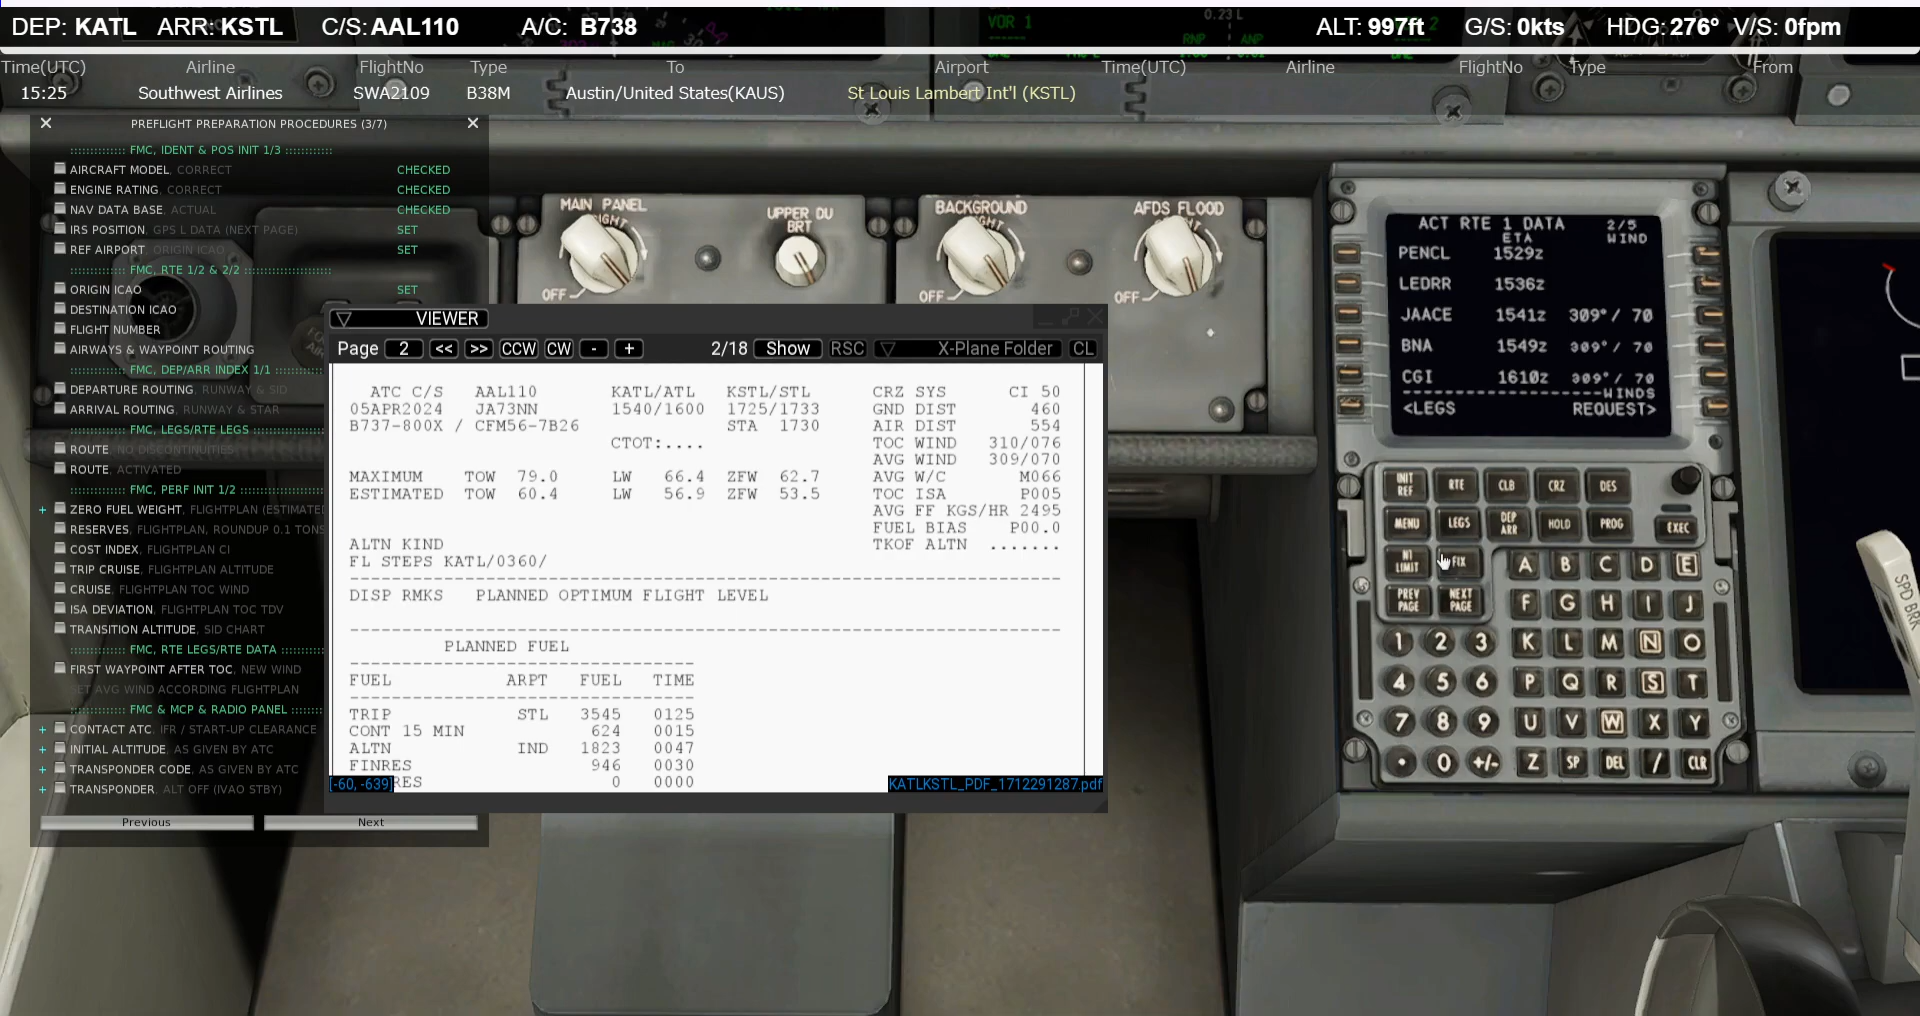 DEP: KATL ARR: KSTL C/S: AAL110 A/C: B738 ALT: 997ft G/S: 0kts HDG: 276° V/S: 0fpm
Time(UTC) Airline FlightNo Type To Airport Time(UTC) Airline FlightNo Type From
15:25 Southwest Airlines SWA2109 B38M Austin/United States(KAUS) St Louis Lambert Int'l (KSTL)
VOR 1
0.23 L
PREFLIGHT PREPARATION PROCEDURES (3/7)
FMC, IDENT & POS INIT 1/3
AIRCRAFT MODEL, CORRECT CHECKED
ENGINE RATING, CORRECT CHECKED
NAV DATA BASE, ACTUAL CHECKED
IRS POSITION, GPS L DATA (NEXT PAGE) SET
REF AIRPORT, ORIGIN ICAO SET
FMC, RTE 1/2 & 2/2
ORIGIN ICAO SET
DESTINATION ICAO
FLIGHT NUMBER
AIRWAYS & WAYPOINT ROUTING
FMC, DEP/ARR INDEX 1/1
DEPARTURE ROUTING, RUNWAY & SID
ARRIVAL ROUTING, RUNWAY & STAR
FMC, LEGS/RTE LEGS
ROUTE, NO DISCONTINUITIES
ROUTE, ACTIVATED
FMC, PERF INIT 1/2
+ ZERO FUEL WEIGHT, FLIGHTPLAN (ESTIMATED
RESERVES, FLIGHTPLAN, ROUNDUP 0.1 TONS
COST INDEX, FLIGHTPLAN CI
TRIP CRUISE, FLIGHTPLAN ALTITUDE
CRUISE, FLIGHTPLAN TOC WIND
ISA DEVIATION, FLIGHTPLAN TOC TDV
TRANSITION ALTITUDE, SID CHART
FMC, RTE LEGS/RTE DATA
FIRST WAYPOINT AFTER TOC, NEW WIND
SET AVG WIND ACCORDING FLIGHTPLAN
FMC & MCP & RADIO PANEL
+ CONTACT ATC, IFR / START-UP CLEARANCE
+ INITIAL ALTITUDE, AS GIVEN BY ATC
+ TRANSPONDER CODE, AS GIVEN BY ATC
+ TRANSPONDER, ALT OFF (IVAO STBY)
Previous Next
MAIN PANEL
OFF
UPPER DU
BRT
BACKGROUND
OFF
AFDS FLOOD
OFF
VIEWER
Page 2 << >> CCW CW - + 2/18 Show RSC X-Plane Folder CL
ATC C/S AAL110 KATL/ATL KSTL/STL CRZ SYS CI 50
05APR2024 JA73NN 1540/1600 1725/1733 GND DIST 460
B737-800X / CFM56-7B26 STA 1730 AIR DIST 554
CTOT:.... TOC WIND 310/076
AVG WIND 309/070
MAXIMUM TOW 79.0 LW 66.4 ZFW 62.7 AVG W/C M066
ESTIMATED TOW 60.4 LW 56.9 ZFW 53.5 TOC ISA P005
AVG FF KGS/HR 2495
FUEL BIAS P00.0
ALTN KIND TKOF ALTN .......
FL STEPS KATL/0360/
DISP RMKS PLANNED OPTIMUM FLIGHT LEVEL
PLANNED FUEL
FUEL ARPT FUEL TIME
TRIP STL 3545 0125
CONT 15 MIN 624 0015
ALTN IND 1823 0047
FINRES 946 0030
RES 0 0000
[-60, -639] KATLKSTL_PDF_1712291287.pdf
ACT RTE 1 DATA 2/5
ETA WIND
PENCL 1529z
LEDRR 1536z
JAACE 1541z 309°/ 70
BNA 1549z 309°/ 70
CGI 1610z 309°/ 70
WINDS
<LEGS REQUEST>
INIT REF RTE CLB CRZ DES
MENU LEGS DEP ARR HOLD PROG EXEC
N1 LIMIT FIX A B C D E
PREV PAGE NEXT PAGE F G H I J
1 2 3 K L M N O
4 5 6 P Q R S T
7 8 9 U V W X Y
. 0 +/- Z SP DEL / CLR
SPD BRK